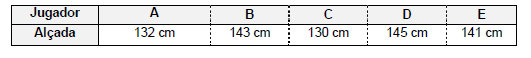 Jugador A B C D E
Alçada 132 cm 143 cm 130 cm 145 cm 141 cm